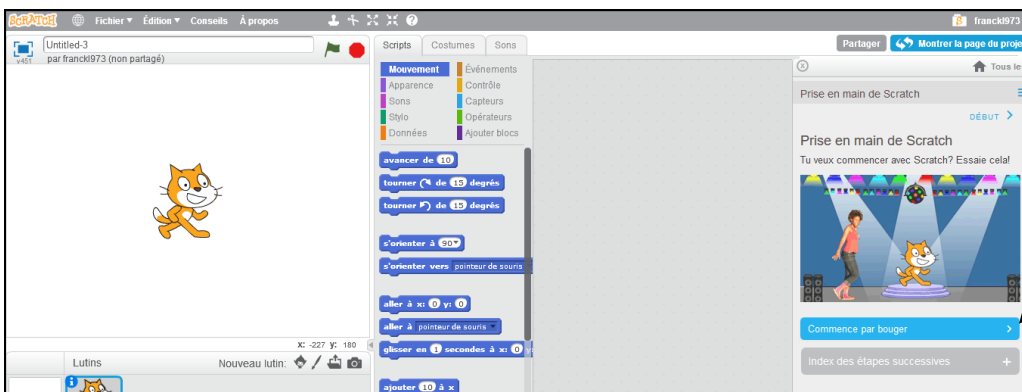 SCRATCH Fichier Édition Conseils À propos franckl973
Untitled-3
par franckl973 (non partagé)
v451
Scripts Costumes Sons
Partager Montrer la page du proje
Mouvement Événements
Apparence Contrôle
Sons Capteurs
Stylo Opérateurs
Données Ajouter blocs
avancer de 10
tourner de 15 degrés
tourner de 15 degrés
s'orienter à 90
s'orienter vers pointeur de souris
aller à x: 0 y: 0
aller à pointeur de souris
glisser en 1 secondes à x: 0
ajouter 10 à x
X: -227 Y: 180
Lutins Nouveau lutin:
Tous le
Prise en main de Scratch
DÉBUT
Prise en main de Scratch
Tu veux commencer avec Scratch? Essaie cela!
Commence par bouger
Index des étapes successives